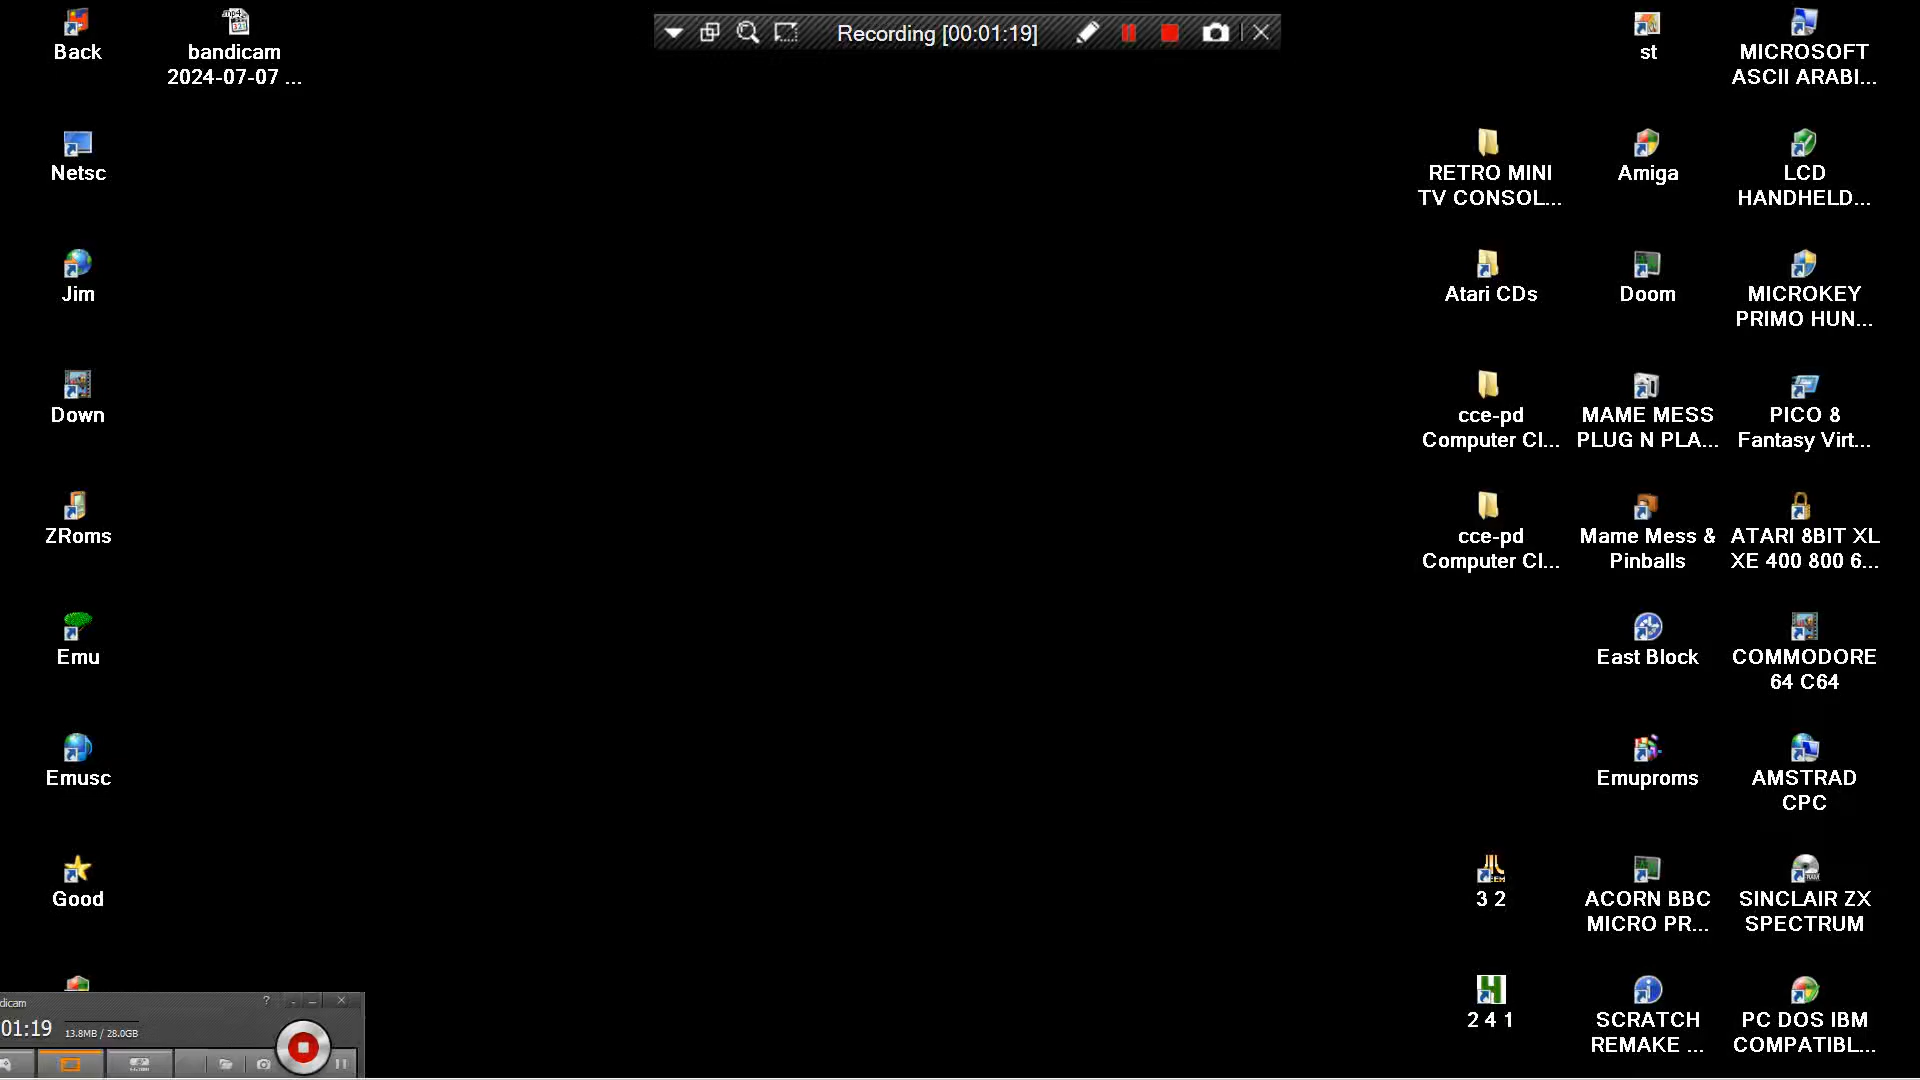 Recording [00:01:19]
Back
bandicam
2024-07-07 ...
Netsc
Jim
Down
ZRoms
Emu
Emusc
Good
st
MICROSOFT
ASCII ARABI...
RETRO MINI
TV CONSOL...
Amiga
LCD
HANDHELD...
Atari CDs
Doom
MICROKEY
PRIMO HUN...
cce-pd
Computer Cl...
MAME MESS
PLUG N PLA...
PICO 8
Fantasy Virt...
cce-pd
Computer Cl...
Mame Mess &
Pinballs
ATARI 8BIT XL
XE 400 800 6...
East Block
COMMODORE
64 C64
Emuproms
AMSTRAD
CPC
3 2
ACORN BBC
MICRO PR...
SINCLAIR ZX
SPECTRUM
2 4 1
SCRATCH
REMAKE ...
PC DOS IBM
COMPATIBL...
dicam
01:19
13.8MB / 28.0GB